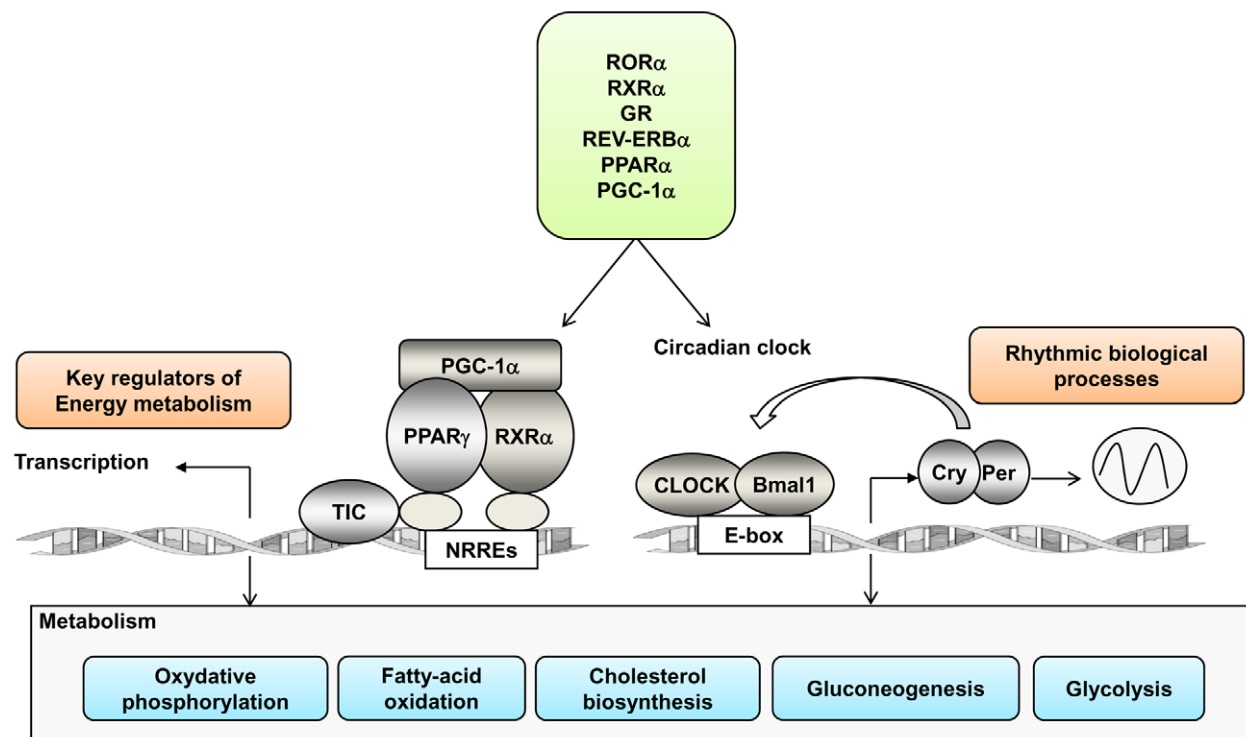 RORα
RXRα
GR
REV-ERBα
PPARα
PGC-1α
Key regulators of
Energy metabolism
Transcription
PGC-1α
PPARγ
RXRα
TIC
NRREs
Circadian clock
Rhythmic biological
processes
CLOCK
Bmal1
E-box
Cry
Per
Metabolism
Oxydative
phosphorylation
Fatty-acid
oxidation
Cholesterol
biosynthesis
Gluconeogenesis
Glycolysis